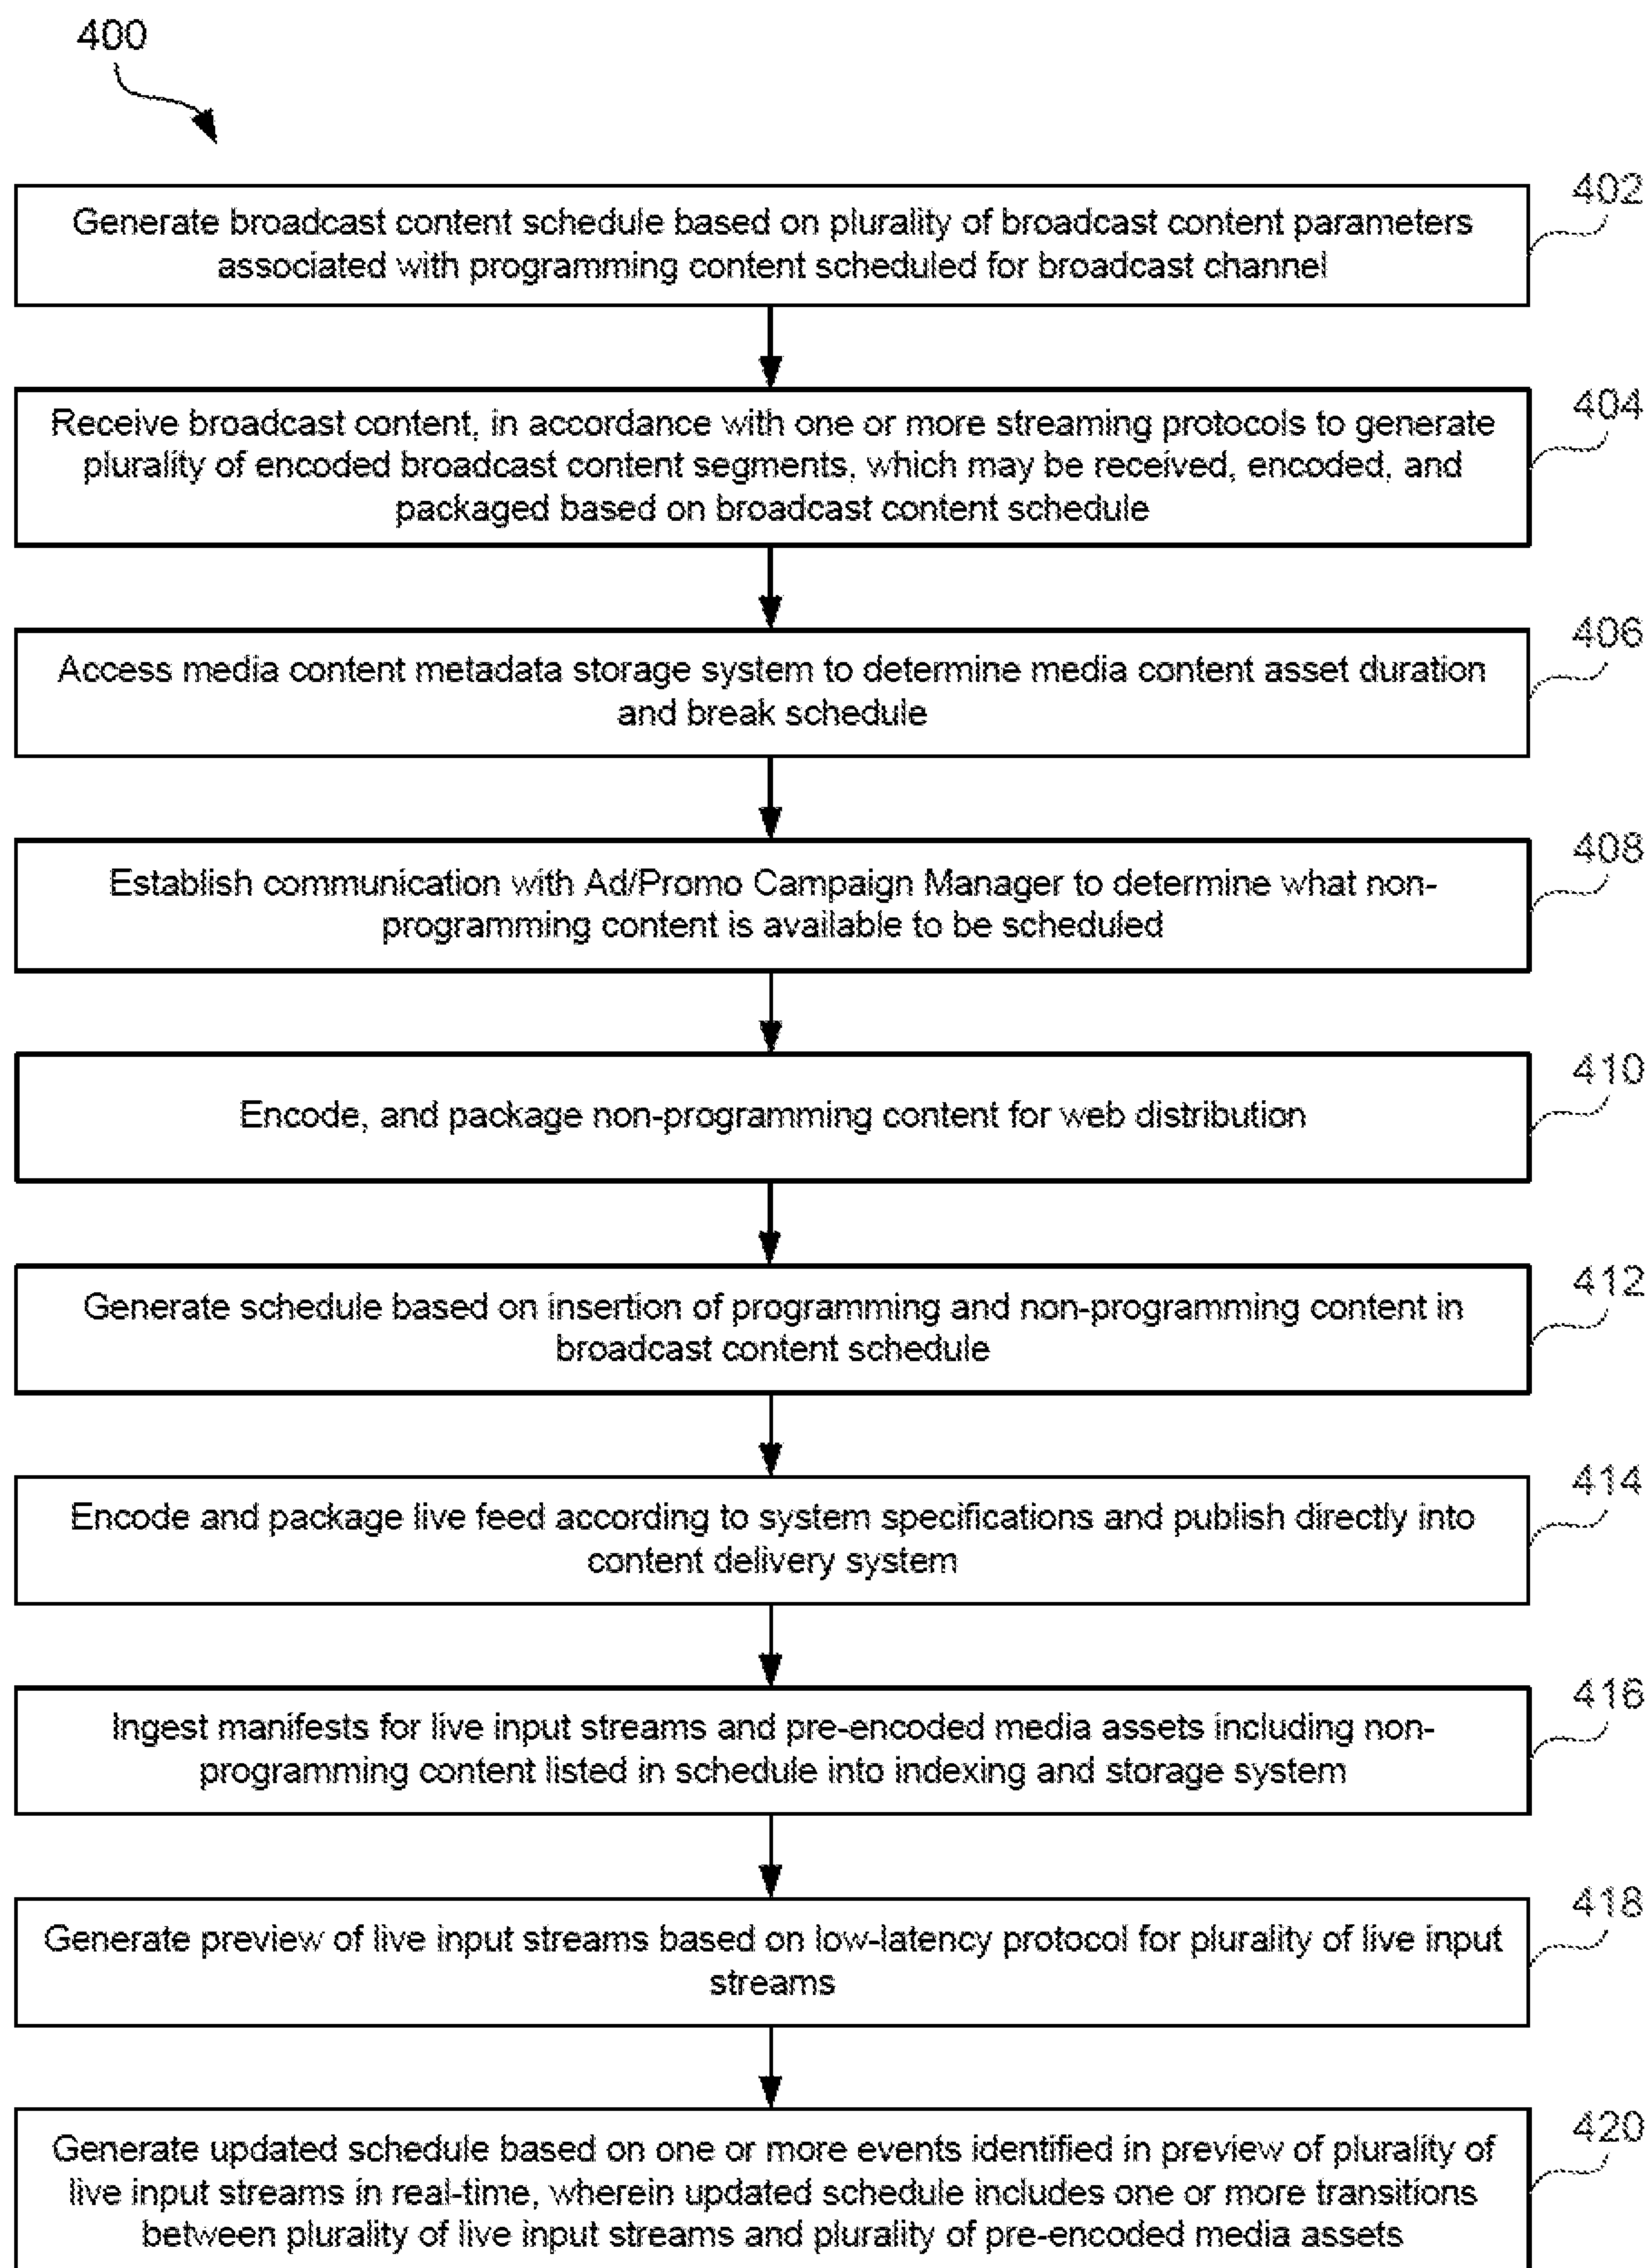 400
402
Generate broadcast content schedule based on plurality of broadcast content parameters
associated with programming content scheduled for broadcast channel
404
Receive broadcast content, in accordance with one or more streaming protocols to generate
plurality of encoded broadcast content segments, which may be received, encoded, and
packaged based on broadcast content schedule
406
Access media content metadata storage system to determine media content asset duration
and break schedule
408
Establish communication with Ad/Promo Campaign Manager to determine what non-
programming content is available to be scheduled
410
Encode, and package non-programming content for web distribution
412
Generate schedule based on insertion of programming and non-programming content in
broadcast content schedule
414
Encode and package live feed according to system specifications and publish directly into
content delivery system
416
Ingest manifests for live input streams and pre-encoded media assets including non-
programming content listed in schedule into indexing and storage system
418
Generate preview of live input streams based on low-latency protocol for plurality of live input
streams
420
Generate updated schedule based on one or more events identified in preview of plurality of
live input streams in real-time, wherein updated schedule includes one or more transitions
between plurality of live input streams and plurality of pre-encoded media assets